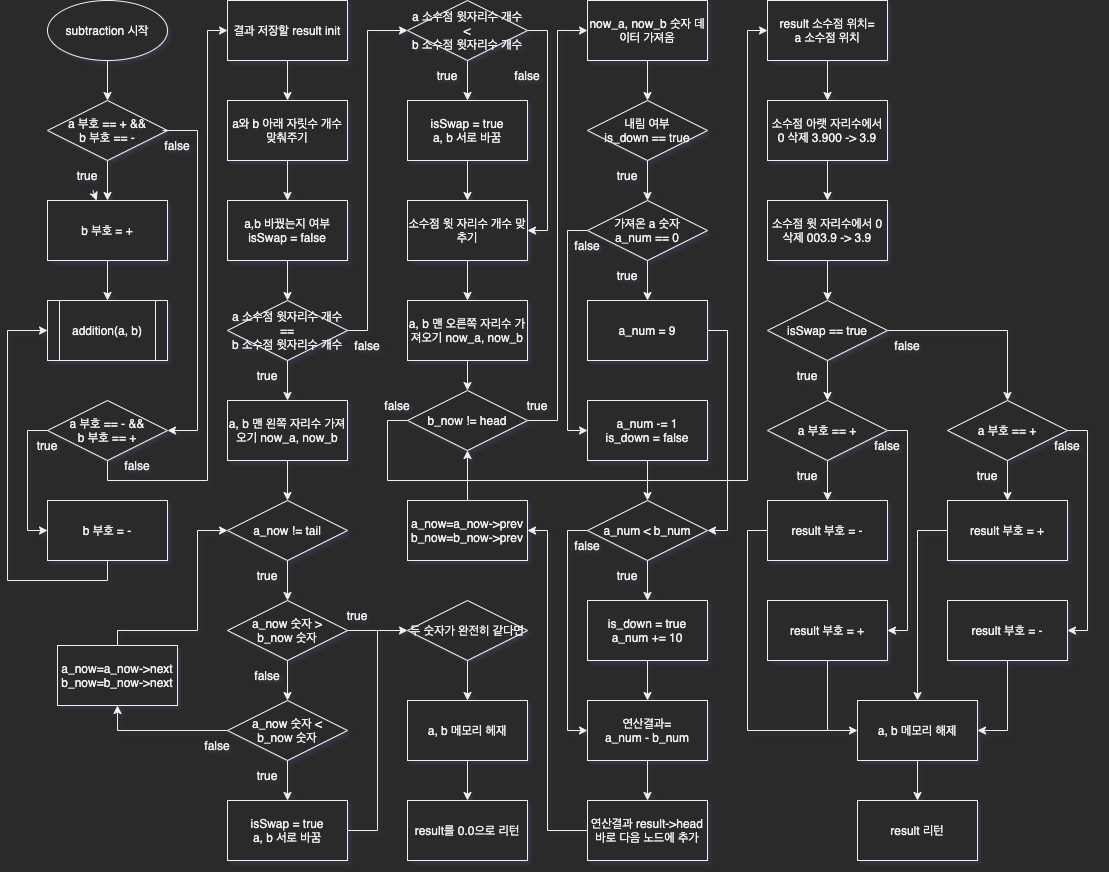 subtraction 시작
a 부호 == + &&
b 부호 == -
false
true
b 부호 = +
addition(a, b)
a 부호 == - &&
b 부호 == +
true
false
b 부호 = -
결과 저장할 result init
a와 b 아래 자릿수 개수
맞춰주기
a,b 바꿨는지 여부
isSwap = false
a 소수점 윗자리수 개수
==
b 소수점 윗자리수 개수
false
true
a, b 맨 왼쪽 자리수 가져
오기 now_a, now_b
a_now != tail
true
a_now 숫자 >
b_now 숫자
true
false
a_now=a_now->next
b_now=b_now->next
a_now 숫자 <
b_now 숫자
false
true
isSwap = true
a, b 서로 바꿈
a 소수점 윗자리수 개수
<
b 소수점 윗자리수 개수
true
false
isSwap = true
a, b 서로 바꿈
소수점 윗 자리수 개수 맞
추기
a, b 맨 오른쪽 자리수 가
져오기 now_a, now_b
false
b_now != head
true
a_now=a_now->prev
b_now=b_now->prev
두 숫자가 완전히 같다면
a, b 메모리 헤재
result를 0.0으로 리턴
now_a, now_b 숫자 데
이터 가져옴
내림 여부
is_down == true
true
가져온 a 숫자
a_num == 0
false
true
a_num = 9
a_num -= 1
is_down = false
a_num < b_num
false
true
is_down = true
a_num += 10
연산결과=
a_num - b_num
연산결과 result->head
바로 다음 노드에 추가
result 소수점 위치=
a 소수점 위치
소수점 아랫 자리수에서
0 삭제 3.900 -> 3.9
소수점 윗 자리수에서 0
삭제 003.9 -> 3.9
isSwap == true
false
true
a 부호 == +
false
true
result 부호 = -
result 부호 = +
a 부호 == +
false
true
result 부호 = +
result 부호 = -
a, b 메모리 해제
result 리턴